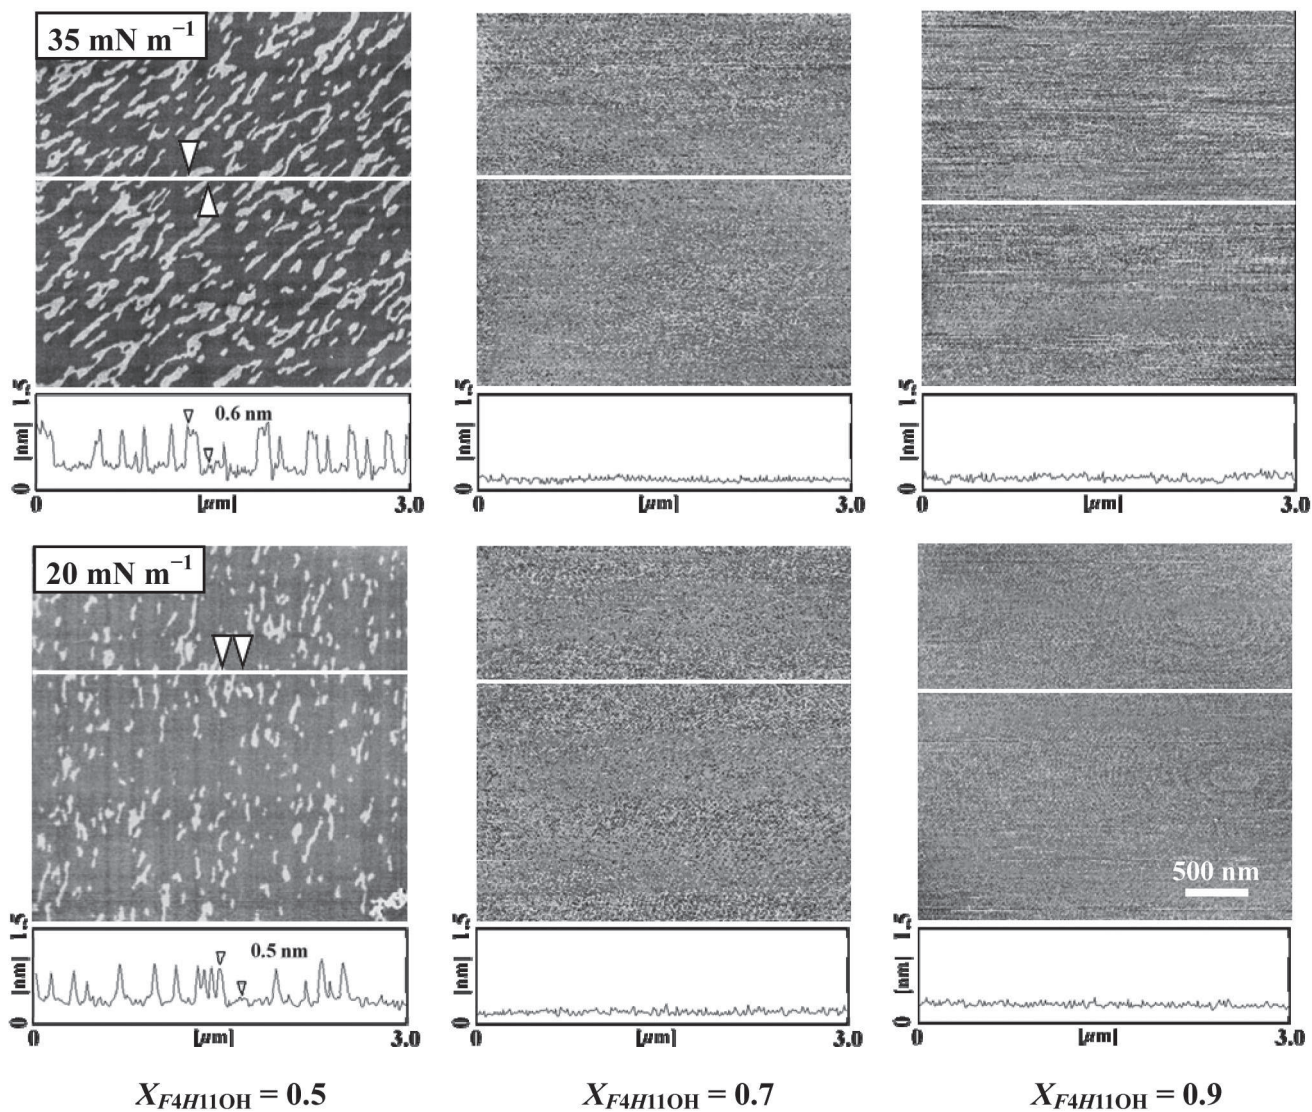 35 mN m⁻¹
1.5
[nm]
0
0.6 nm
0 [μm] 3.0
1.5
[nm]
0
0 [μm] 3.0
1.5
[nm]
0
0 [μm] 3.0
20 mN m⁻¹
500 nm
1.5
[nm]
0
0.5 nm
0 [μm] 3.0
1.5
[nm]
0
0 [μm] 3.0
1.5
[nm]
0
0 [μm] 3.0
X_F4H11OH = 0.5
X_F4H11OH = 0.7
X_F4H11OH = 0.9